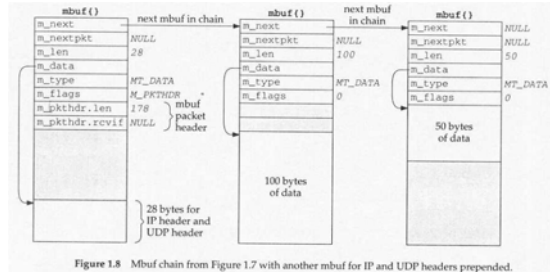 mbuf{}
m_next
m_nextpkt NULL
m_len 28
m_data
m_type MT_DATA
m_flags M_PKTHDR
m_pkthdr.len 178
m_pkthdr.rcvif NULL
mbuf
packet
header
28 bytes for
IP header and
UDP header
next mbuf in chain
mbuf{}
m_next
m_nextpkt NULL
m_len 100
m_data
m_type MT_DATA
m_flags 0
100 bytes
of data
next mbuf
in chain
mbuf{}
m_next NULL
m_nextpkt NULL
m_len 50
m_data
m_type MT_DATA
m_flags 0
50 bytes
of data
Figure 1.8 Mbuf chain from Figure 1.7 with another mbuf for IP and UDP headers prepended.